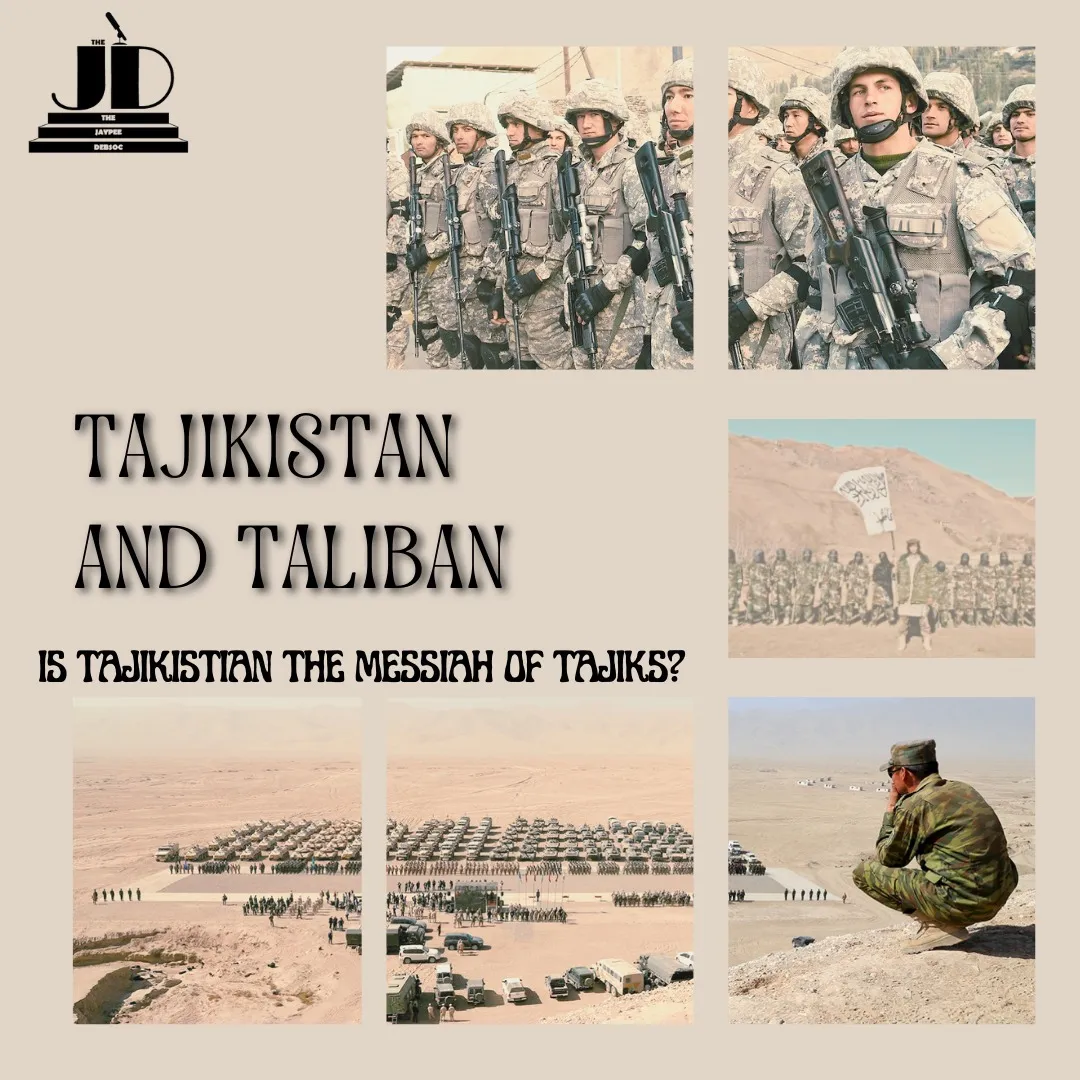 THE
JD
THE
JAYPEE
DEBSOC
TAJIKISTAN
AND TALIBAN
IS TAJIKISTIAN THE MESSIAH OF TAJIKS?